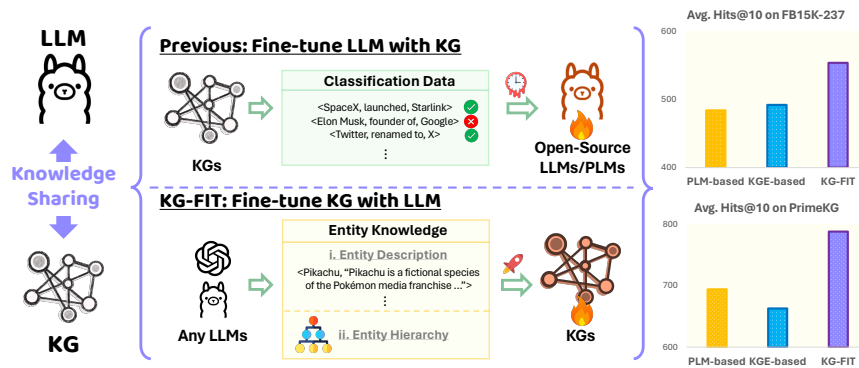 LLM
Knowledge
Sharing
KG
Previous: Fine-tune LLM with KG
KGs
Classification Data
<SpaceX, launched, Starlink>
<Elon Musk, founder of, Google>
<Twitter, renamed to, X>
⋮
Open-Source
LLMs/PLMs
KG-FIT: Fine-tune KG with LLM
Any LLMs
Entity Knowledge
i. Entity Description
<Pikachu, “Pikachu is a fictional species
of the Pokémon media franchise ...”>
⋮
ii. Entity Hierarchy
KGs
Avg. Hits@10 on FB15K-237
600
500
400
PLM-based KGE-based KG-FIT
Avg. Hits@10 on PrimeKG
800
700
600
PLM-based KGE-based KG-FIT